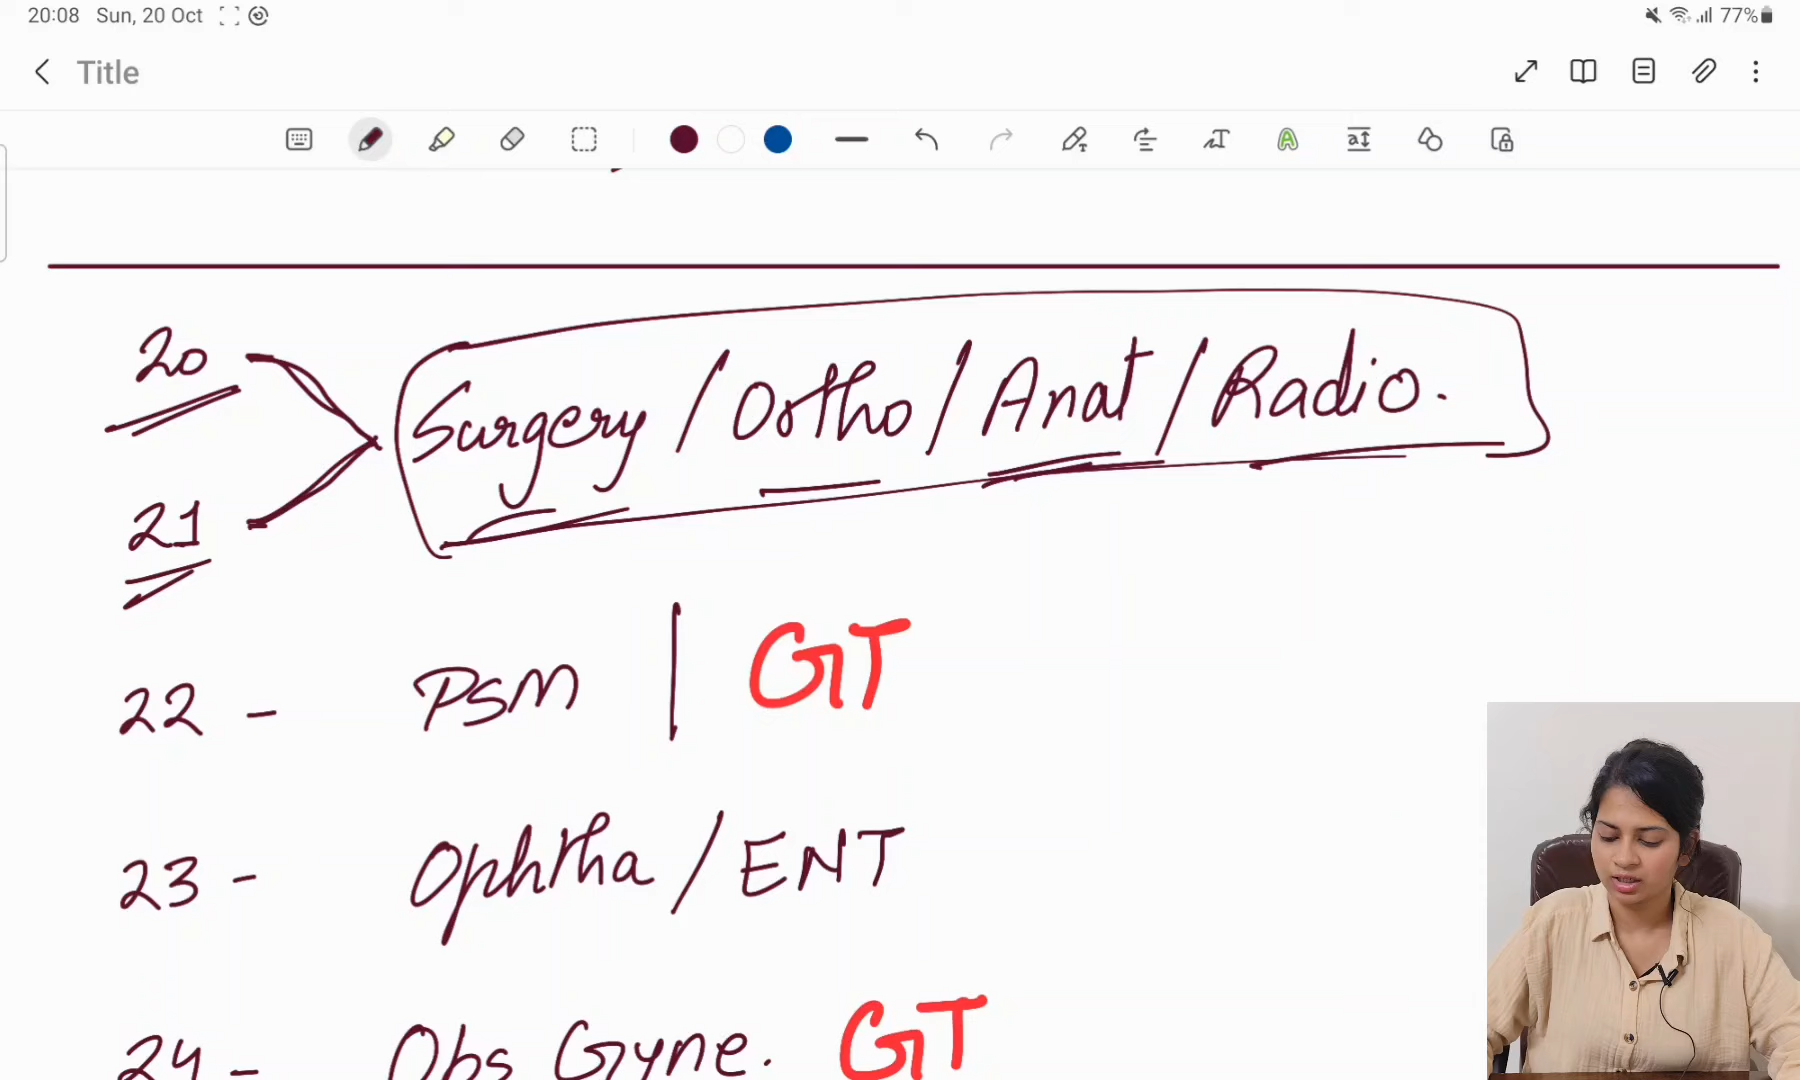 20:08 Sun, 20 Oct 77%
Title
20
Surgery / Ortho / Anat / Radio.
21
22 - PSM | GT
23 - Ophtha / ENT
24 - Obs Gyne. GT